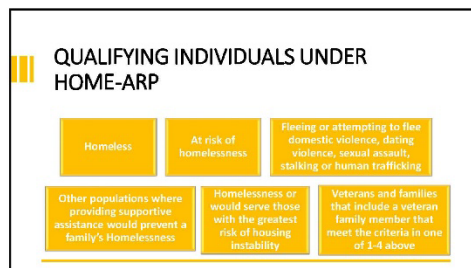 QUALIFYING INDIVIDUALS UNDER
HOME-ARP
Homeless
At risk of
homelessness
Fleeing or attempting to flee
domestic violence, dating
violence, sexual assault,
stalking or human trafficking
Other populations where
providing supportive
assistance would prevent a
family's Homelessness
Homelessness or
would serve those
with the greatest
risk of housing
instability
Veterans and families
that include a veteran
family member that
meet the criteria in one
of 1-4 above